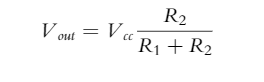 V_out = V_cc R_2 / (R_1 + R_2)